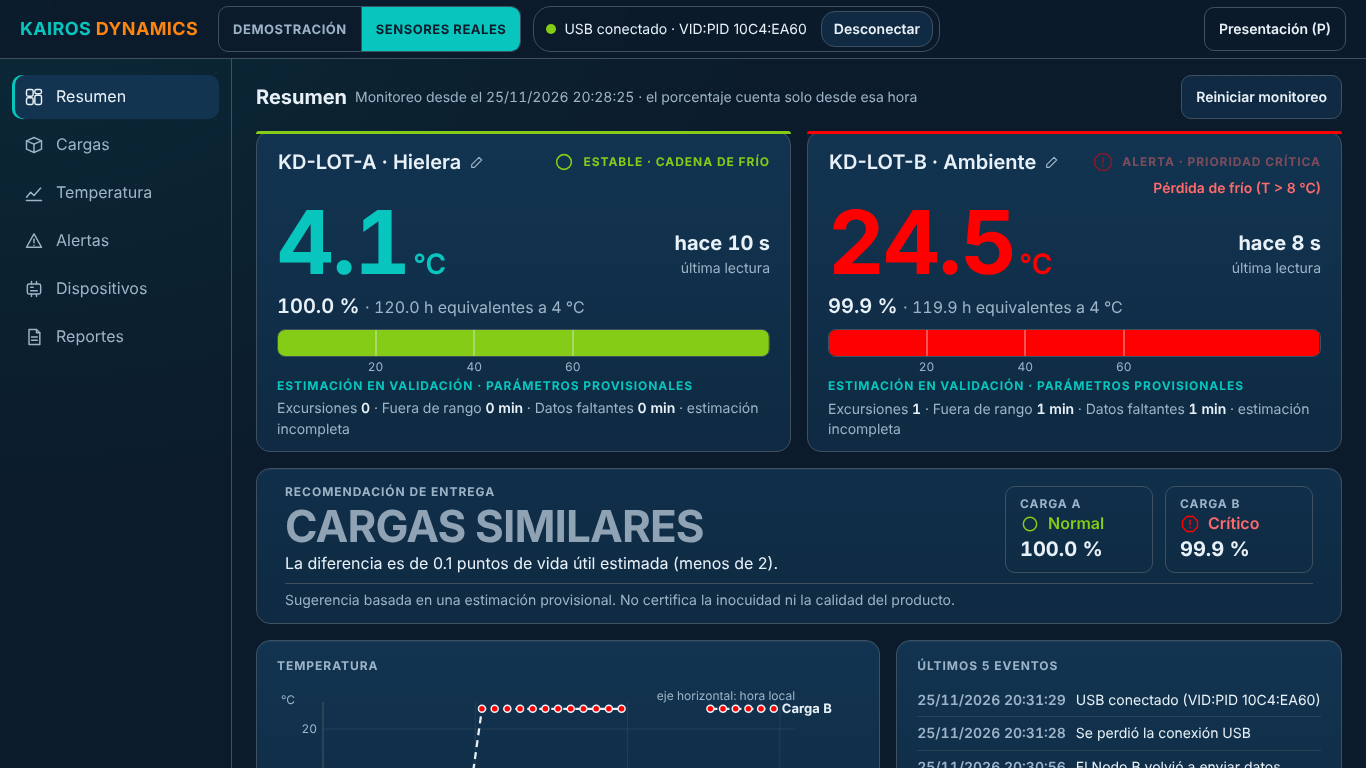 KAIROS DYNAMICS
DEMOSTRACIÓN
SENSORES REALES
USB conectado · VID:PID 10C4:EA60
Desconectar
Presentación (P)
Resumen
Cargas
Temperatura
Alertas
Dispositivos
Reportes
Resumen Monitoreo desde el 25/11/2026 20:28:25 · el porcentaje cuenta solo desde esa hora
Reiniciar monitoreo
KD-LOT-A · Hielera
ESTABLE · CADENA DE FRÍO
4.1 °C
hace 10 s
última lectura
100.0 % · 120.0 h equivalentes a 4 °C
20 40 60
ESTIMACIÓN EN VALIDACIÓN · PARÁMETROS PROVISIONALES
Excursiones 0 · Fuera de rango 0 min · Datos faltantes 0 min · estimación
incompleta
KD-LOT-B · Ambiente
ALERTA · PRIORIDAD CRÍTICA
Pérdida de frío (T > 8 °C)
24.5 °C
hace 8 s
última lectura
99.9 % · 119.9 h equivalentes a 4 °C
20 40 60
ESTIMACIÓN EN VALIDACIÓN · PARÁMETROS PROVISIONALES
Excursiones 1 · Fuera de rango 1 min · Datos faltantes 1 min · estimación
incompleta
RECOMENDACIÓN DE ENTREGA
CARGAS SIMILARES
La diferencia es de 0.1 puntos de vida útil estimada (menos de 2).
CARGA A
Normal
100.0 %
CARGA B
Crítico
99.9 %
Sugerencia basada en una estimación provisional. No certifica la inocuidad ni la calidad del producto.
TEMPERATURA
°C
eje horizontal: hora local
Carga B
20
ÚLTIMOS 5 EVENTOS
25/11/2026 20:31:29 USB conectado (VID:PID 10C4:EA60)
25/11/2026 20:31:28 Se perdió la conexión USB
25/11/2026 20:30:56 El Nodo B volvió a enviar datos